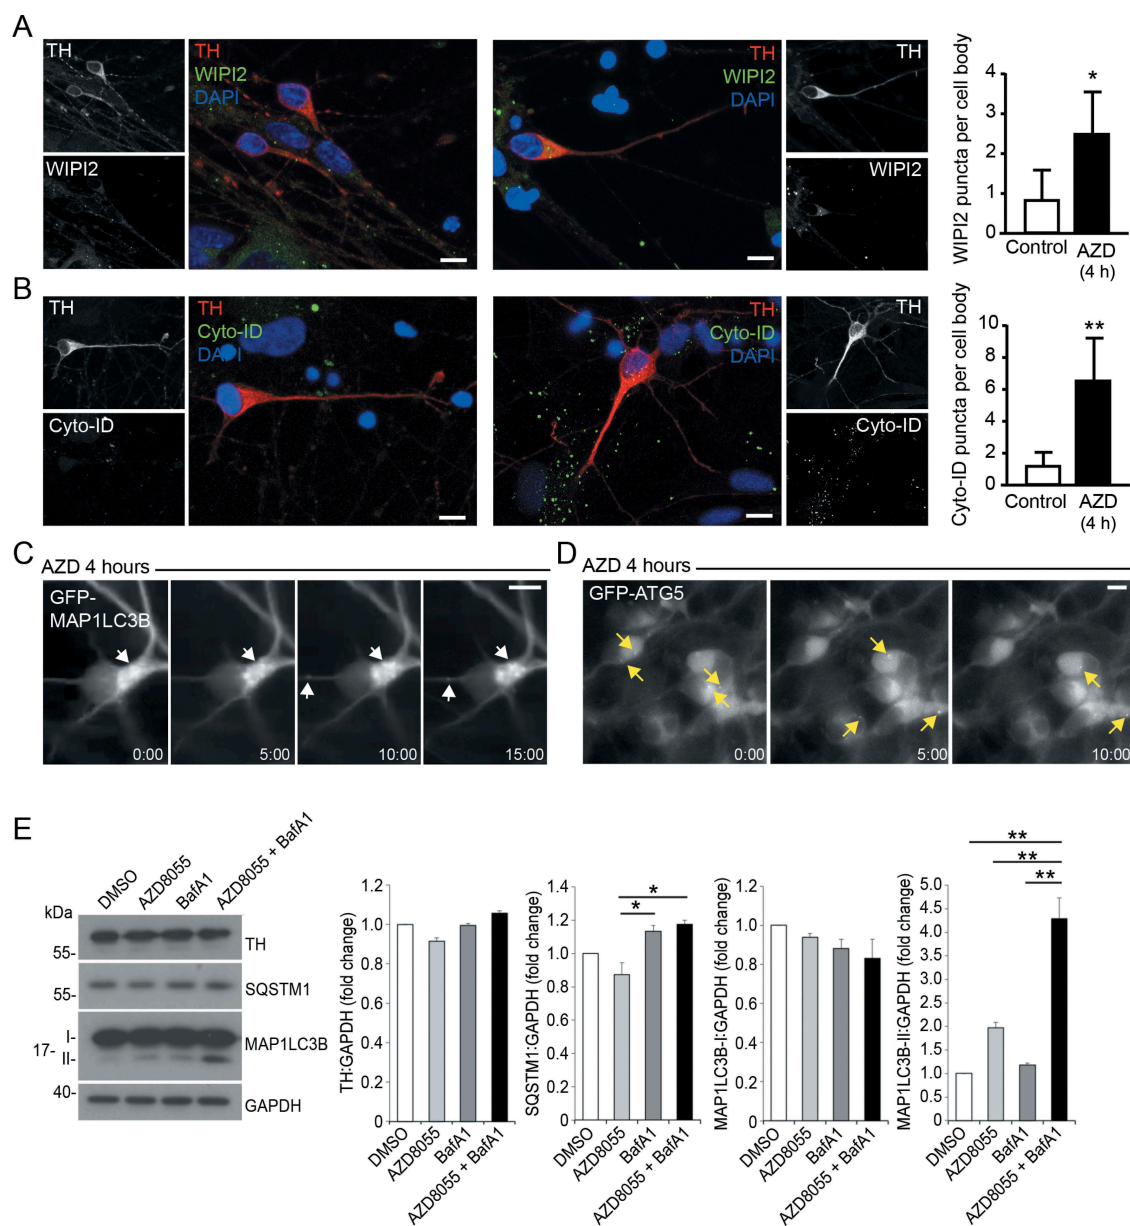 A
TH
WIPI2
TH
WIPI2
DAPI
TH
WIPI2
DAPI
TH
WIPI2
WIPI2 puncta per cell body
4
3
2
1
0
*
Control
AZD
(4 h)
B
TH
Cyto-ID
TH
Cyto-ID
DAPI
TH
Cyto-ID
DAPI
TH
Cyto-ID
Cyto-ID puncta per cell body
10
8
6
4
2
0
**
Control
AZD
(4 h)
C
AZD 4 hours
GFP-
MAP1LC3B
0:00
5:00
10:00
15:00
D
AZD 4 hours
GFP-ATG5
0:00
5:00
10:00
E
DMSO
AZD8055
BafA1
AZD8055 + BafA1
kDa
55-
TH
55-
SQSTM1
I-
17-
II-
MAP1LC3B
40-
GAPDH
TH:GAPDH (fold change)
1.2
1.0
0.8
0.6
0.4
0.2
0
DMSO
AZD8055
BafA1
AZD8055 + BafA1
SQSTM1:GAPDH (fold change)
1.4
1.2
1.0
0.8
0.6
0.4
0.2
0
*
*
DMSO
AZD8055
BafA1
AZD8055 + BafA1
MAP1LC3B-I:GAPDH (fold change)
1.2
1.0
0.8
0.6
0.4
0.2
0
DMSO
AZD8055
BafA1
AZD8055 + BafA1
MAP1LC3B-II:GAPDH (fold change)
5.0
4.5
4.0
3.5
3.0
2.5
2.0
1.5
1.0
0.5
0
**
**
**
DMSO
AZD8055
BafA1
AZD8055 + BafA1